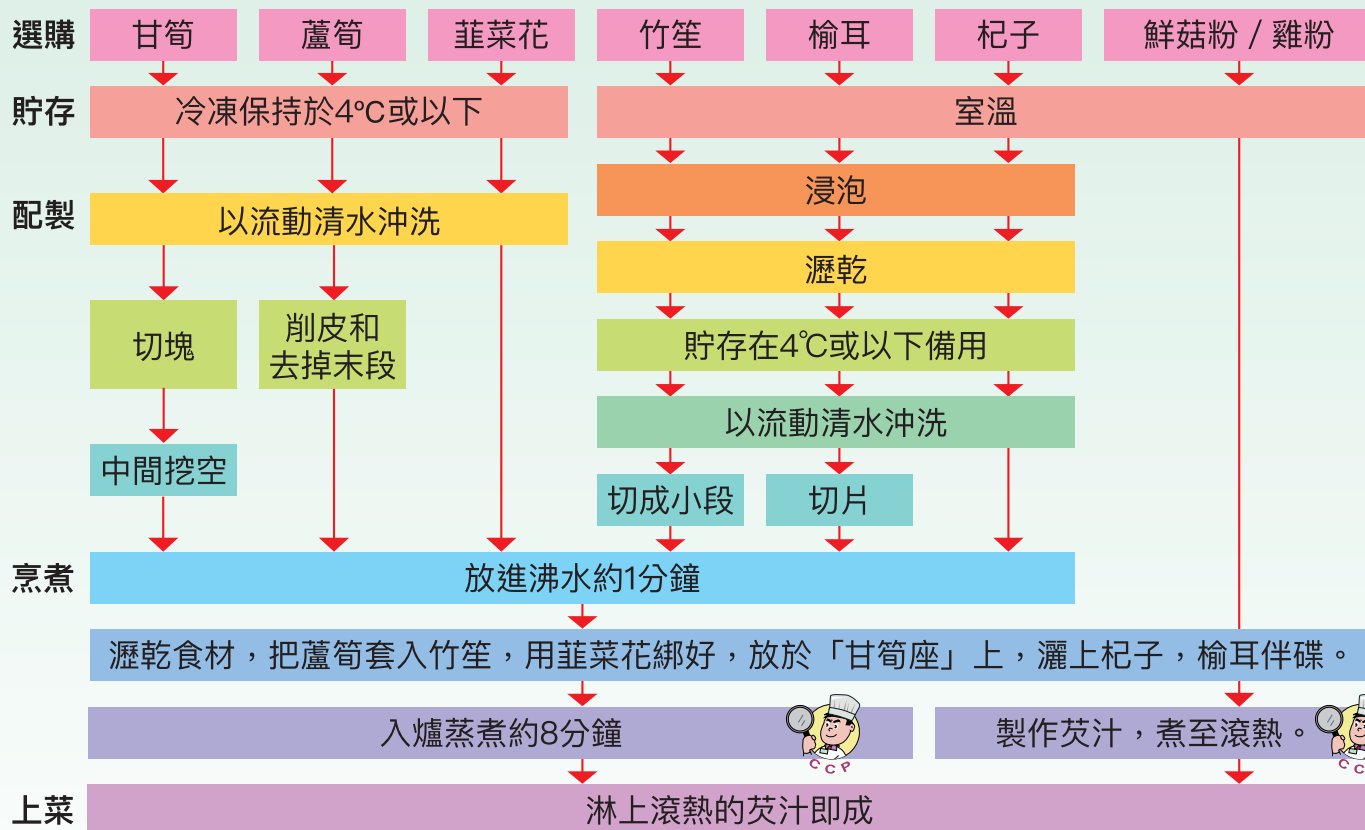 選購
甘筍
蘆筍
韮菜花
竹笙
榆耳
杞子
鮮菇粉 / 雞粉
貯存
冷凍保持於4ºC或以下
室溫
配製
以流動清水沖洗
浸泡
瀝乾
切塊
削皮和
去掉末段
貯存在4℃或以下備用
以流動清水沖洗
中間挖空
切成小段
切片
烹煮
放進沸水約1分鐘
瀝乾食材，把蘆筍套入竹笙，用韮菜花綁好，放於「甘筍座」上，灑上杞子，榆耳伴碟。
入爐蒸煮約8分鐘
CCP
製作芡汁，煮至滾熱。
CC
上菜
淋上滾熱的芡汁即成